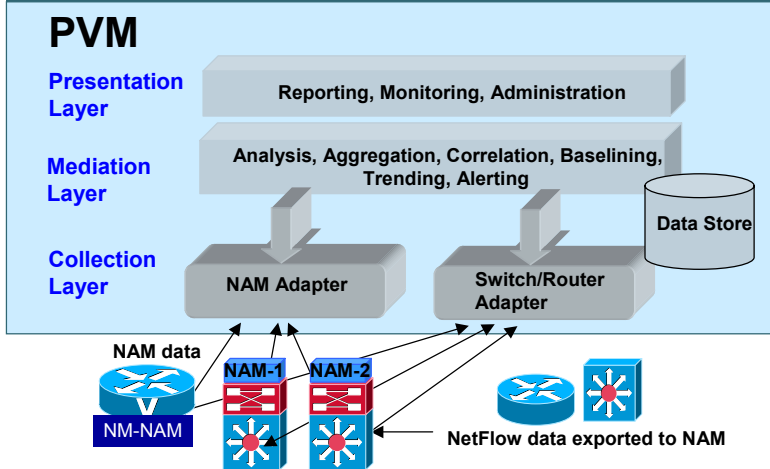 PVM
Presentation
Layer
Reporting, Monitoring, Administration
Mediation
Layer
Analysis, Aggregation, Correlation, Baselining,
Trending, Alerting
Data Store
Collection
Layer
NAM Adapter
Switch/Router
Adapter
NAM data
NM-NAM
NAM-1
NAM-2
NetFlow data exported to NAM